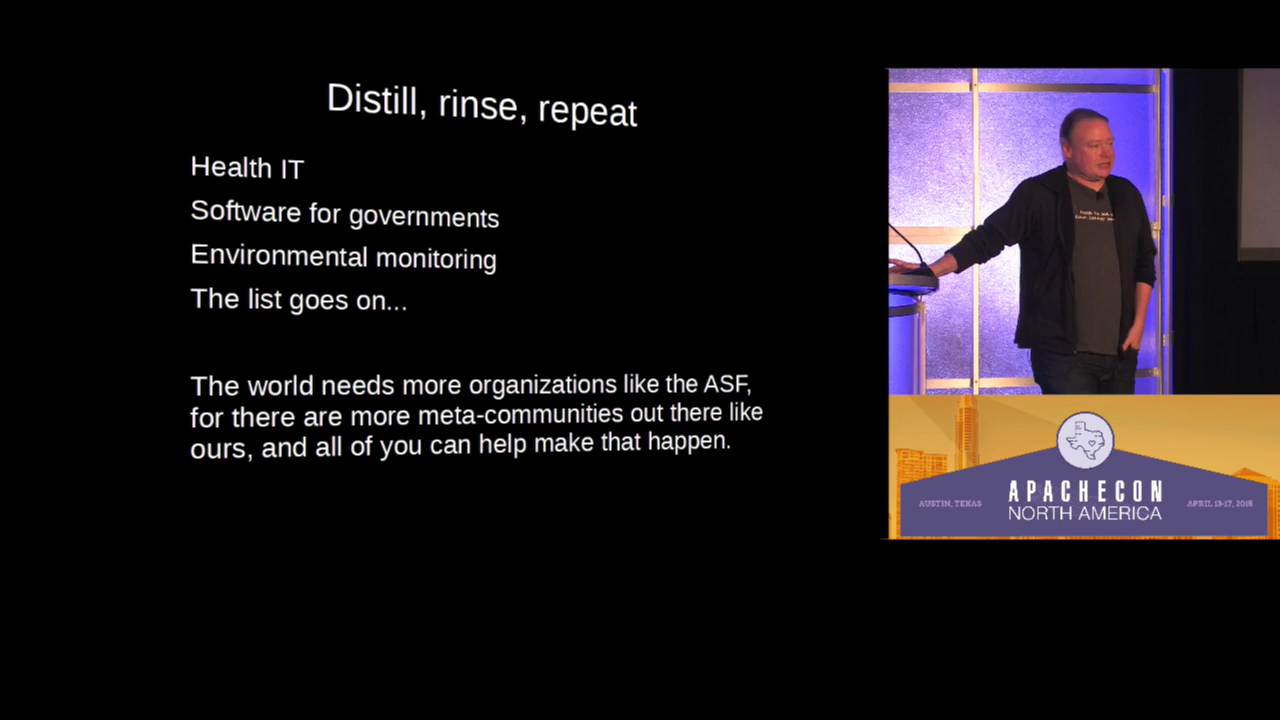 Distill, rinse, repeat
Health IT
Software for governments
Environmental monitoring
The list goes on...
The world needs more organizations like the ASF,
for there are more meta-communities out there like
ours, and all of you can help make that happen.
APACHECON
AUSTIN, TEXAS
NORTH AMERICA
APRIL 13-17, 2015